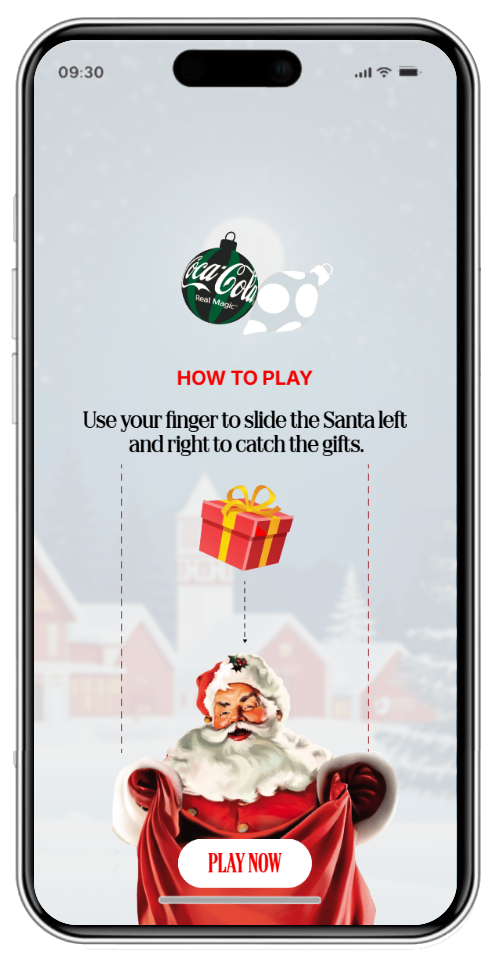 09:30
Coca-Cola
Real Magic™
HOW TO PLAY
Use your finger to slide the Santa left
and right to catch the gifts.
PLAY NOW